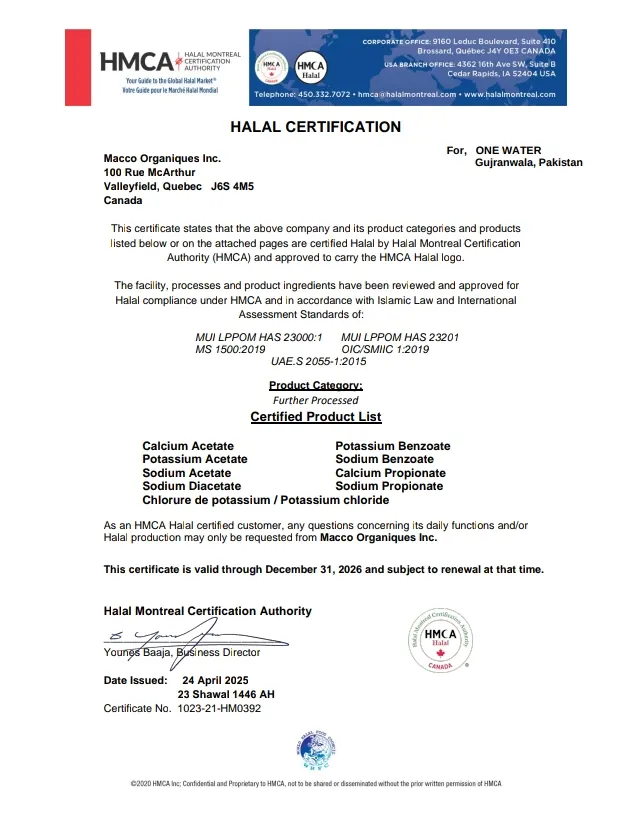 HMCA HALAL MONTREAL CERTIFICATION AUTHORITY
Your Guide to the Global Halal Market®
Votre Guide pour le Marché Halal Mondial
HMCA Halal
HMCA Halal
CORPORATE OFFICE: 9160 Leduc Boulevard, Suite 410
Brossard, Québec J4Y 0E3 CANADA
USA BRANCH OFFICE: 4362 16th Ave SW, Suite B
Cedar Rapids, IA 52404 USA
Telephone: 450.332.7072 • hmca@halalmontreal.com • www.halalmontreal.com
HALAL CERTIFICATION
For, ONE WATER
Gujranwala, Pakistan
Macco Organiques Inc.
100 Rue McArthur
Valleyfield, Quebec J6S 4M5
Canada
This certificate states that the above company and its product categories and products
listed below or on the attached pages are certified Halal by Halal Montreal Certification
Authority (HMCA) and approved to carry the HMCA Halal logo.
The facility, processes and product ingredients have been reviewed and approved for
Halal compliance under HMCA and in accordance with Islamic Law and International
Assessment Standards of:
MUI LPPOM HAS 23000:1 MUI LPPOM HAS 23201
MS 1500:2019 OIC/SMIIC 1:2019
UAE.S 2055-1:2015
Product Category:
Further Processed
Certified Product List
Calcium Acetate Potassium Benzoate
Potassium Acetate Sodium Benzoate
Sodium Acetate Calcium Propionate
Sodium Diacetate Sodium Propionate
Chlorure de potassium / Potassium chloride
As an HMCA Halal certified customer, any questions concerning its daily functions and/or
Halal production may only be requested from Macco Organiques Inc.
This certificate is valid through December 31, 2026 and subject to renewal at that time.
Halal Montreal Certification Authority
Younes Baaja, Business Director
Date Issued: 24 April 2025
23 Shawal 1446 AH
Certificate No. 1023-21-HM0392
Halal Montreal Certification Authority
HMCA
Halal
CANADA
®
WORLD HALAL FOOD COUNCIL
WHFC
©2020 HMCA Inc; Confidential and Proprietary to HMCA, not to be shared or disseminated without the prior written permission of HMCA